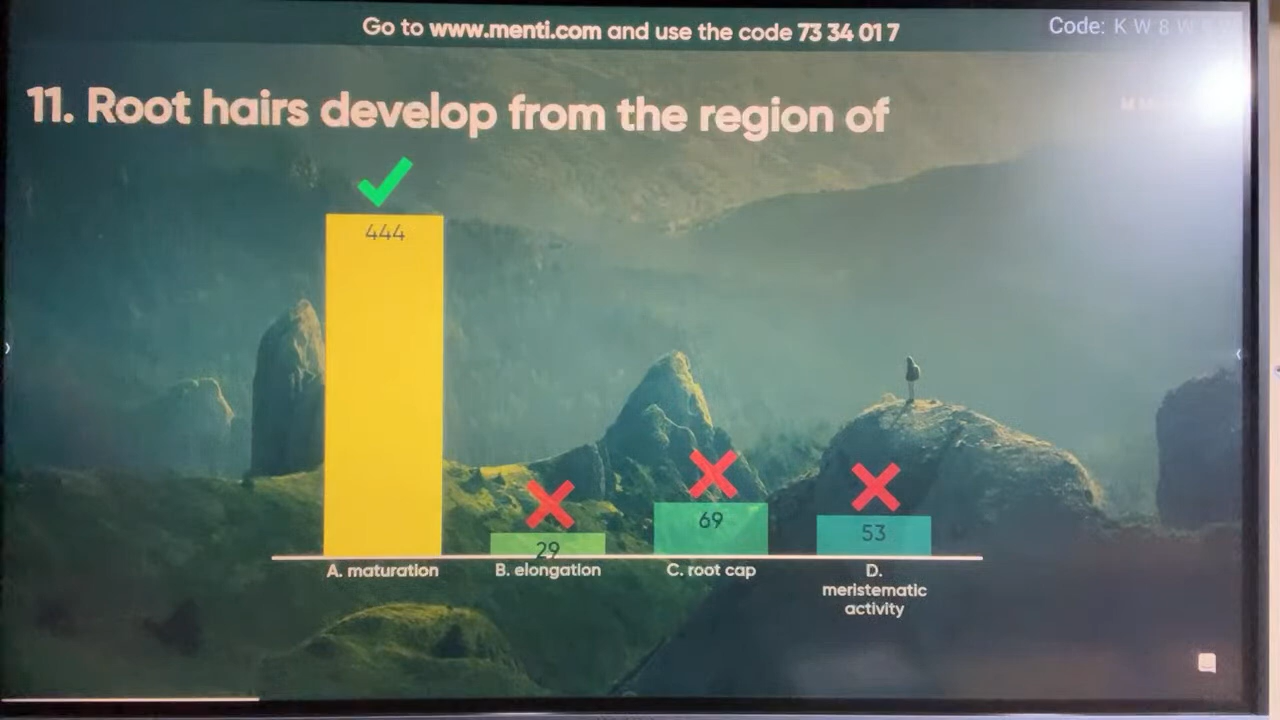 Go to www.menti.com and use the code 73 34 01 7
Code: K W 8 W
11. Root hairs develop from the region of
444
29
69
53
A. maturation
B. elongation
C. root cap
D.
meristematic
activity